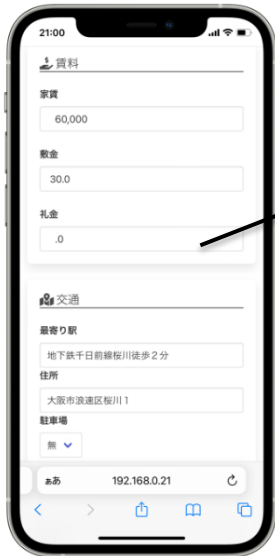 21:00
賃料
家賃
60,000
敷金
30.0
礼金
.0
交通
最寄り駅
地下鉄千日前線桜川徒歩2分
住所
大阪市浪速区桜川1
駐車場
無
ぁあ
192.168.0.21